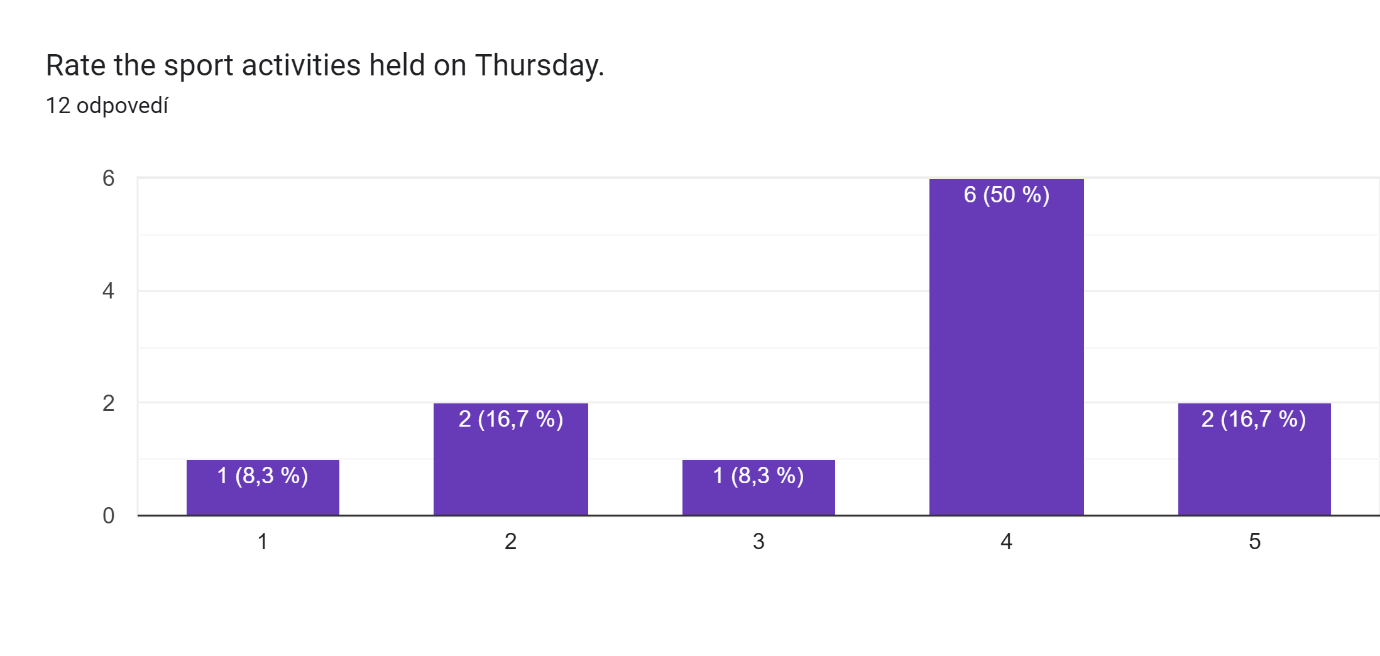 Rate the sport activities held on Thursday.
12 odpovedí
6
4
2
0
1 (8,3 %)
2 (16,7 %)
1 (8,3 %)
6 (50 %)
2 (16,7 %)
1
2
3
4
5